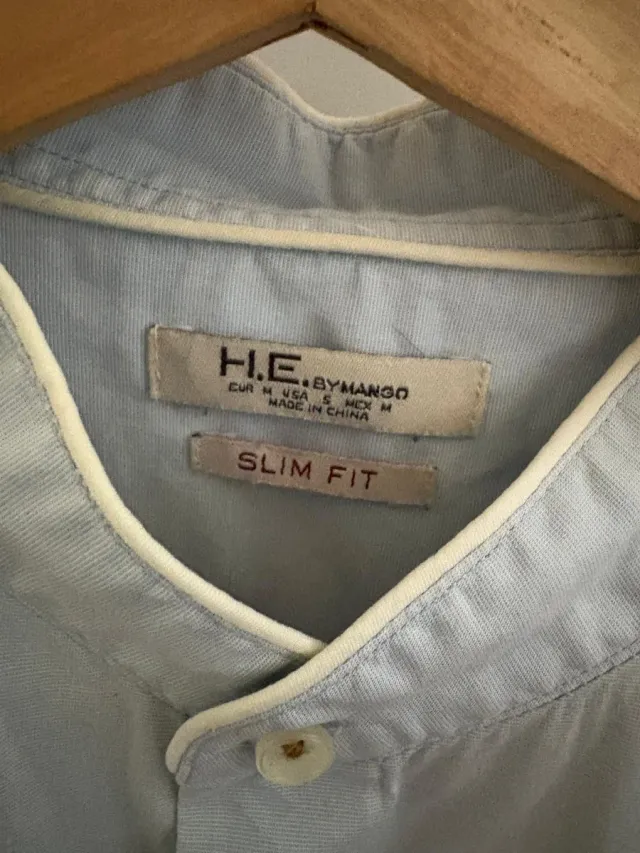 H.E. BY MANGO
EUR M USA S MEX M
MADE IN CHINA
SLIM FIT